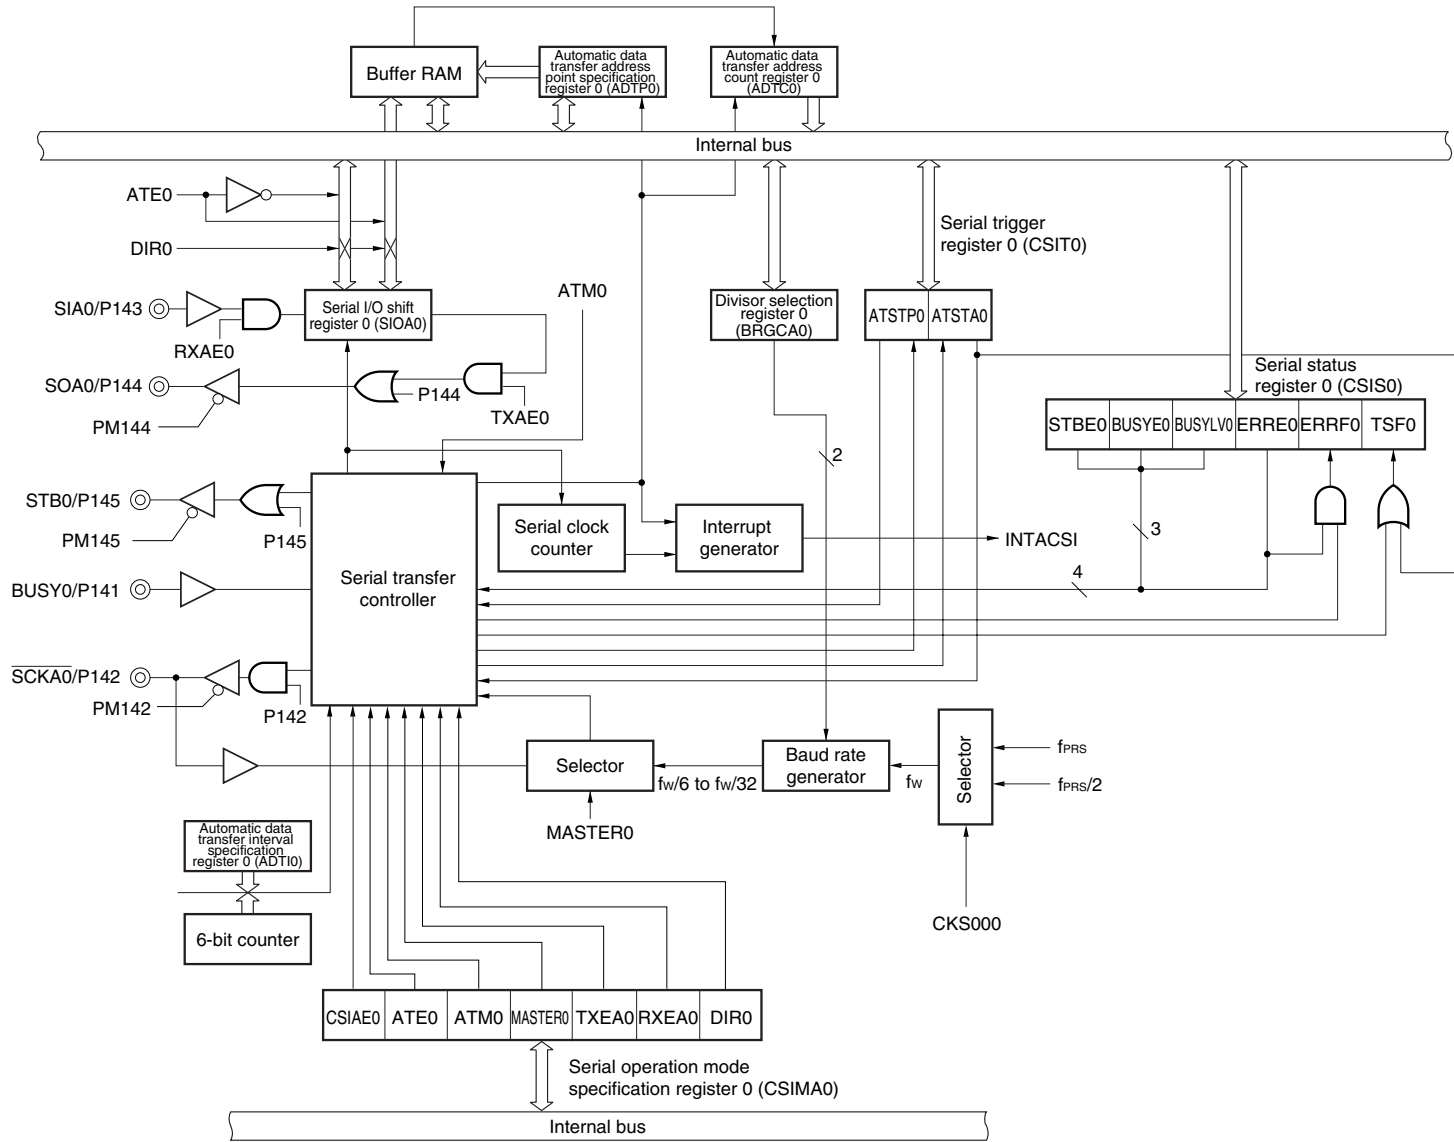 Buffer RAM
Automatic data
transfer address
point specification
register 0 (ADTP0)
Automatic data
transfer address
count register 0
(ADTC0)
Internal bus
ATE0
DIR0
Serial trigger
register 0 (CSIT0)
SIA0/P143
RXAE0
Serial I/O shift
register 0 (SIOA0)
ATM0
Divisor selection
register 0
(BRGCA0)
ATSTP0
ATSTA0
SOA0/P144
PM144
P144
TXAE0
Serial status
register 0 (CSIS0)
STBE0
BUSYE0
BUSYLV0
ERRE0
ERRF0
TSF0
2
STB0/P145
PM145
P145
Serial clock
counter
Interrupt
generator
INTACSI
3
BUSY0/P141
Serial transfer
controller
4
SCKA0/P142
PM142
P142
Selector
fW/6 to fW/32
Baud rate
generator
fW
Selector
fPRS
fPRS/2
MASTER0
CKS000
Automatic data
transfer interval
specification
register 0 (ADTI0)
6-bit counter
CSIAE0
ATE0
ATM0
MASTER0
TXEA0
RXEA0
DIR0
Serial operation mode
specification register 0 (CSIMA0)
Internal bus